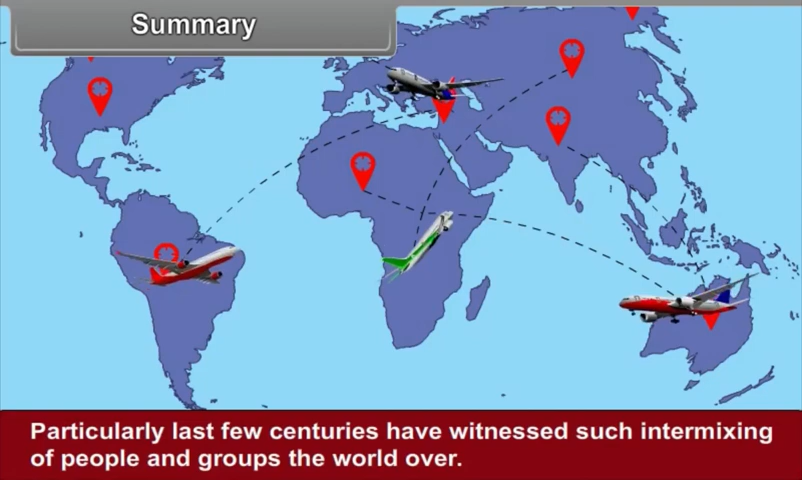 Summary
Particularly last few centuries have witnessed such intermixing
of people and groups the world over.